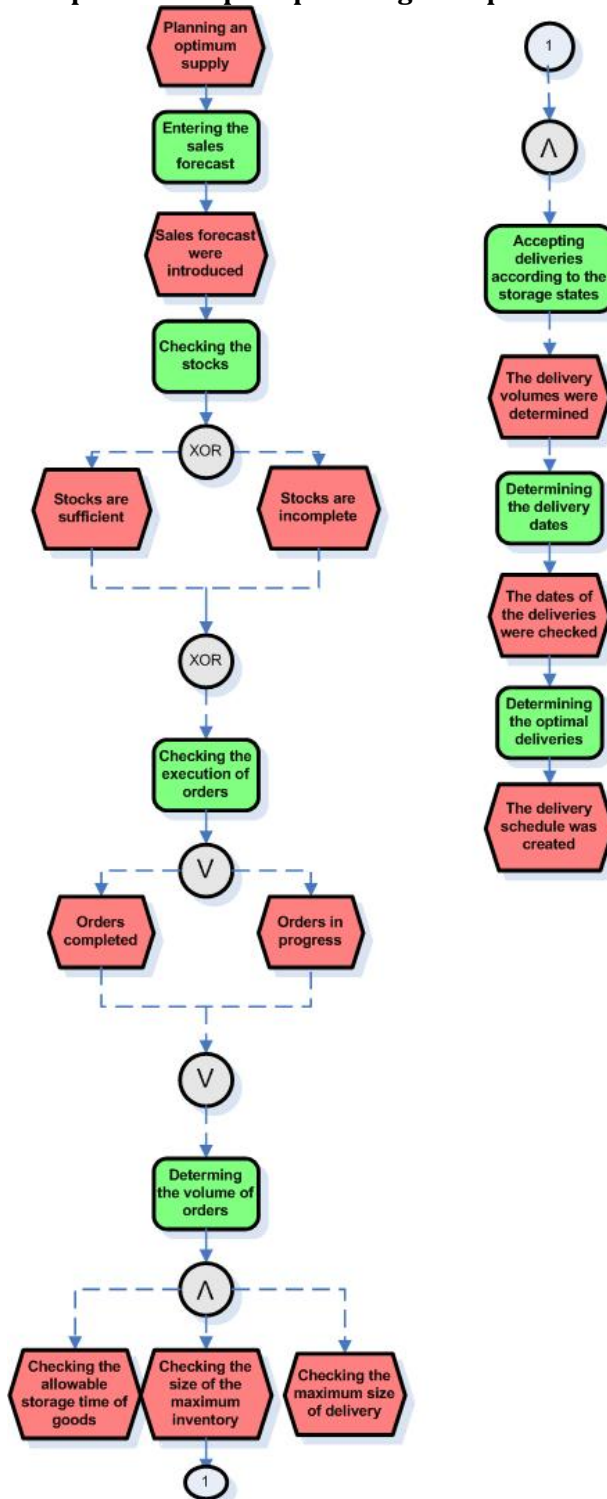 Planning an
optimum
supply
Entering the
sales
forecast
Sales forecast
were
introduced
Checking the
stocks
XOR
Stocks are
sufficient
Stocks are
incomplete
XOR
Checking the
execution of
orders
V
Orders
completed
Orders in
progress
V
Determing
the volume of
orders
Λ
Checking the
allowable
storage time of
goods
Checking the
size of the
maximum
inventory
Checking the
maximum size
of delivery
1
1
Λ
Accepting
deliveries
according to the
storage states
The delivery
volumes were
determined
Determining
the delivery
dates
The dates of
the deliveries
were checked
Determining
the optimal
deliveries
The delivery
schedule was
created